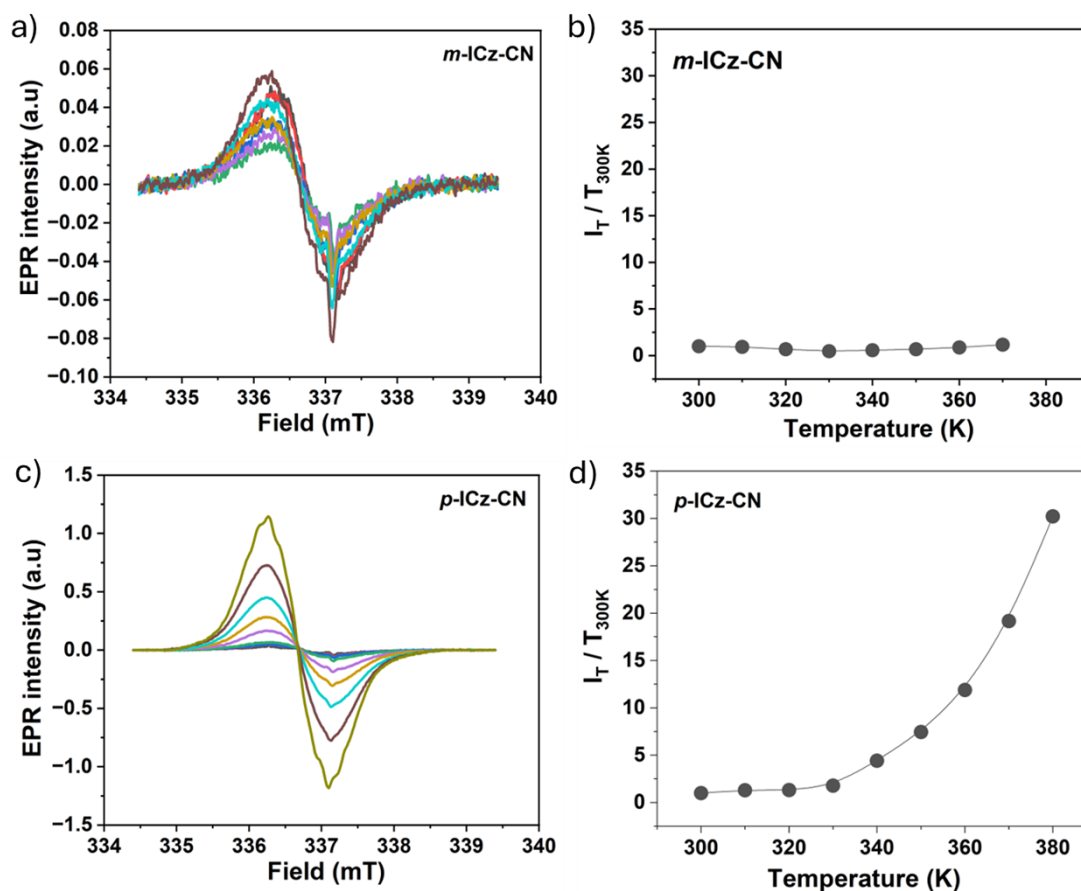 a)
m-ICz-CN
EPR intensity (a.u)
0.08
0.06
0.04
0.02
0.00
−0.02
−0.04
−0.06
−0.08
−0.10
334 335 336 337 338 339 340
Field (mT)
b)
m-ICz-CN
I_T / T_300K
35
30
25
20
15
10
5
0
300 320 340 360 380
Temperature (K)
c)
p-ICz-CN
EPR intensity (a.u)
1.5
1.0
0.5
0.0
−0.5
−1.0
−1.5
334 335 336 337 338 339 340
Field (mT)
d)
p-ICz-CN
I_T / T_300K
35
30
25
20
15
10
5
0
300 320 340 360 380
Temperature (K)